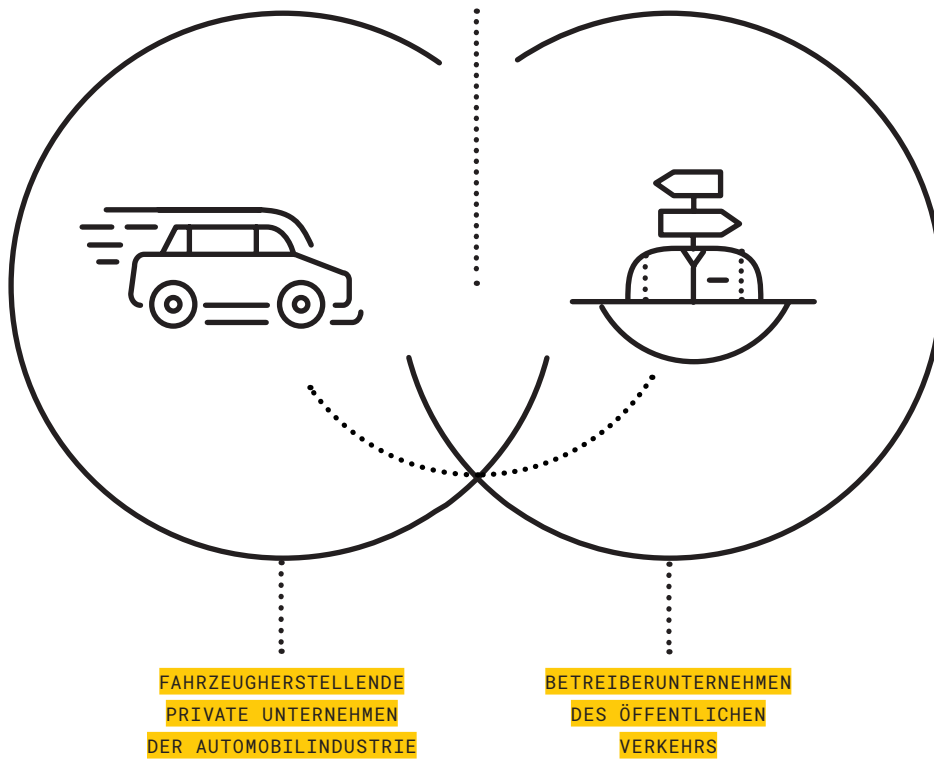 FAHRZEUGHERSTELLENDE
PRIVATE UNTERNEHMEN
DER AUTOMOBILINDUSTRIE
BETREIBERUNTERNEHMEN
DES ÖFFENTLICHEN
VERKEHRS